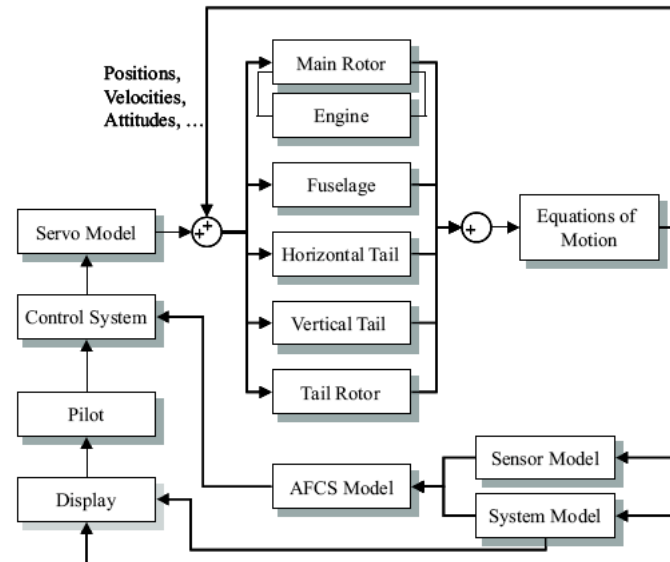 Positions,
Velocities,
Attitudes, ...
Main Rotor
Engine
Fuselage
Horizontal Tail
Vertical Tail
Tail Rotor
Servo Model
+
+
+
Equations of
Motion
Control System
Pilot
Display
AFCS Model
Sensor Model
System Model